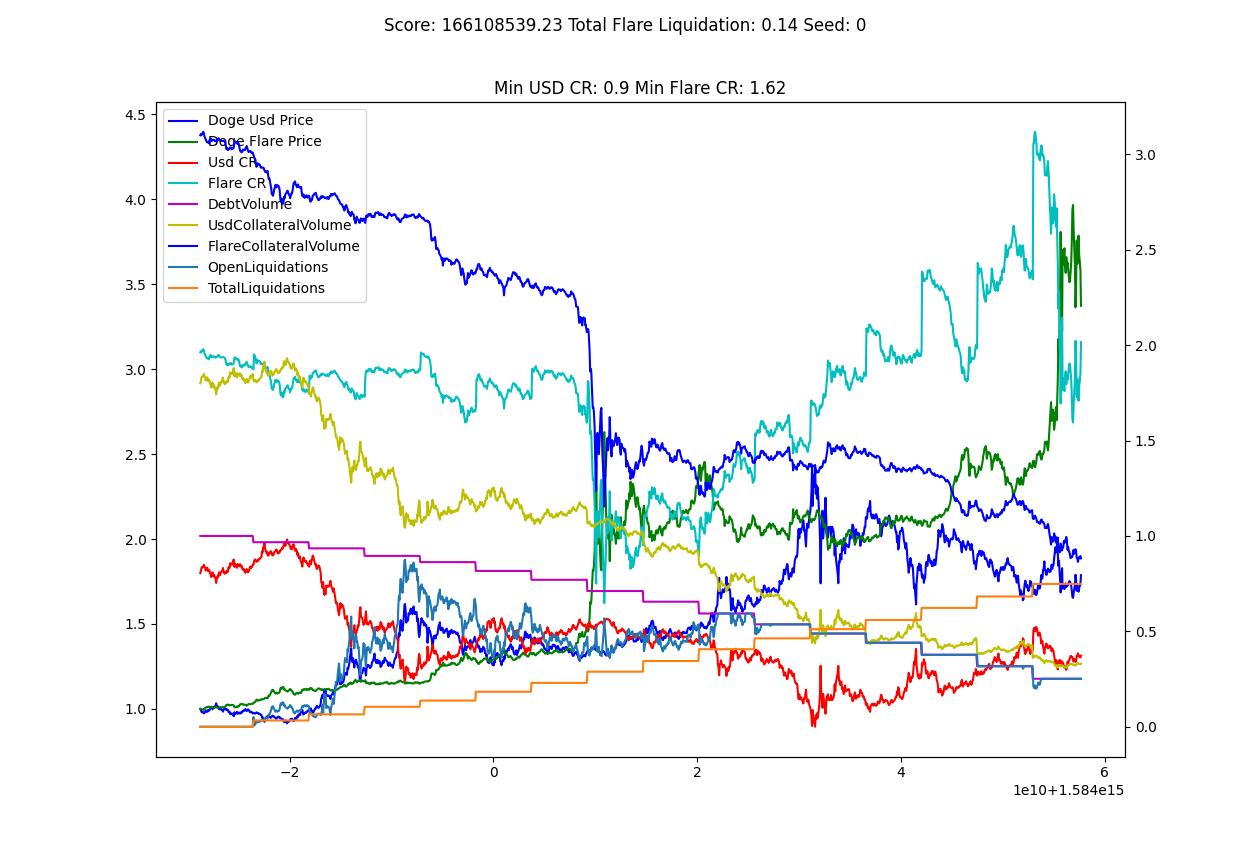 Score: 166108539.23 Total Flare Liquidation: 0.14 Seed: 0
Min USD CR: 0.9 Min Flare CR: 1.62
4.5
4.0
3.5
3.0
2.5
2.0
1.5
1.0
Doge Usd Price
Doge Flare Price
Usd CR
Flare CR
DebtVolume
UsdCollateralVolume
FlareCollateralVolume
OpenLiquidations
TotalLiquidations
3.0
2.5
2.0
1.5
1.0
0.5
0.0
−2 0 2 4 6
1e10+1.584e15